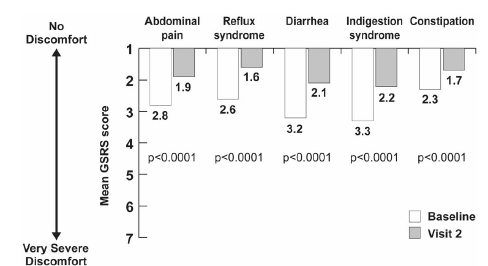 No
Discomfort
Abdominal
pain
Reflux
syndrome
Diarrhea
Indigestion
syndrome
Constipation
Mean GSRS score
1
2
3
4
5
6
7
2.8
1.9
2.6
1.6
3.2
2.1
3.3
2.2
2.3
1.7
p<0.0001
p<0.0001
p<0.0001
p<0.0001
p<0.0001
Baseline
Visit 2
Very Severe
Discomfort